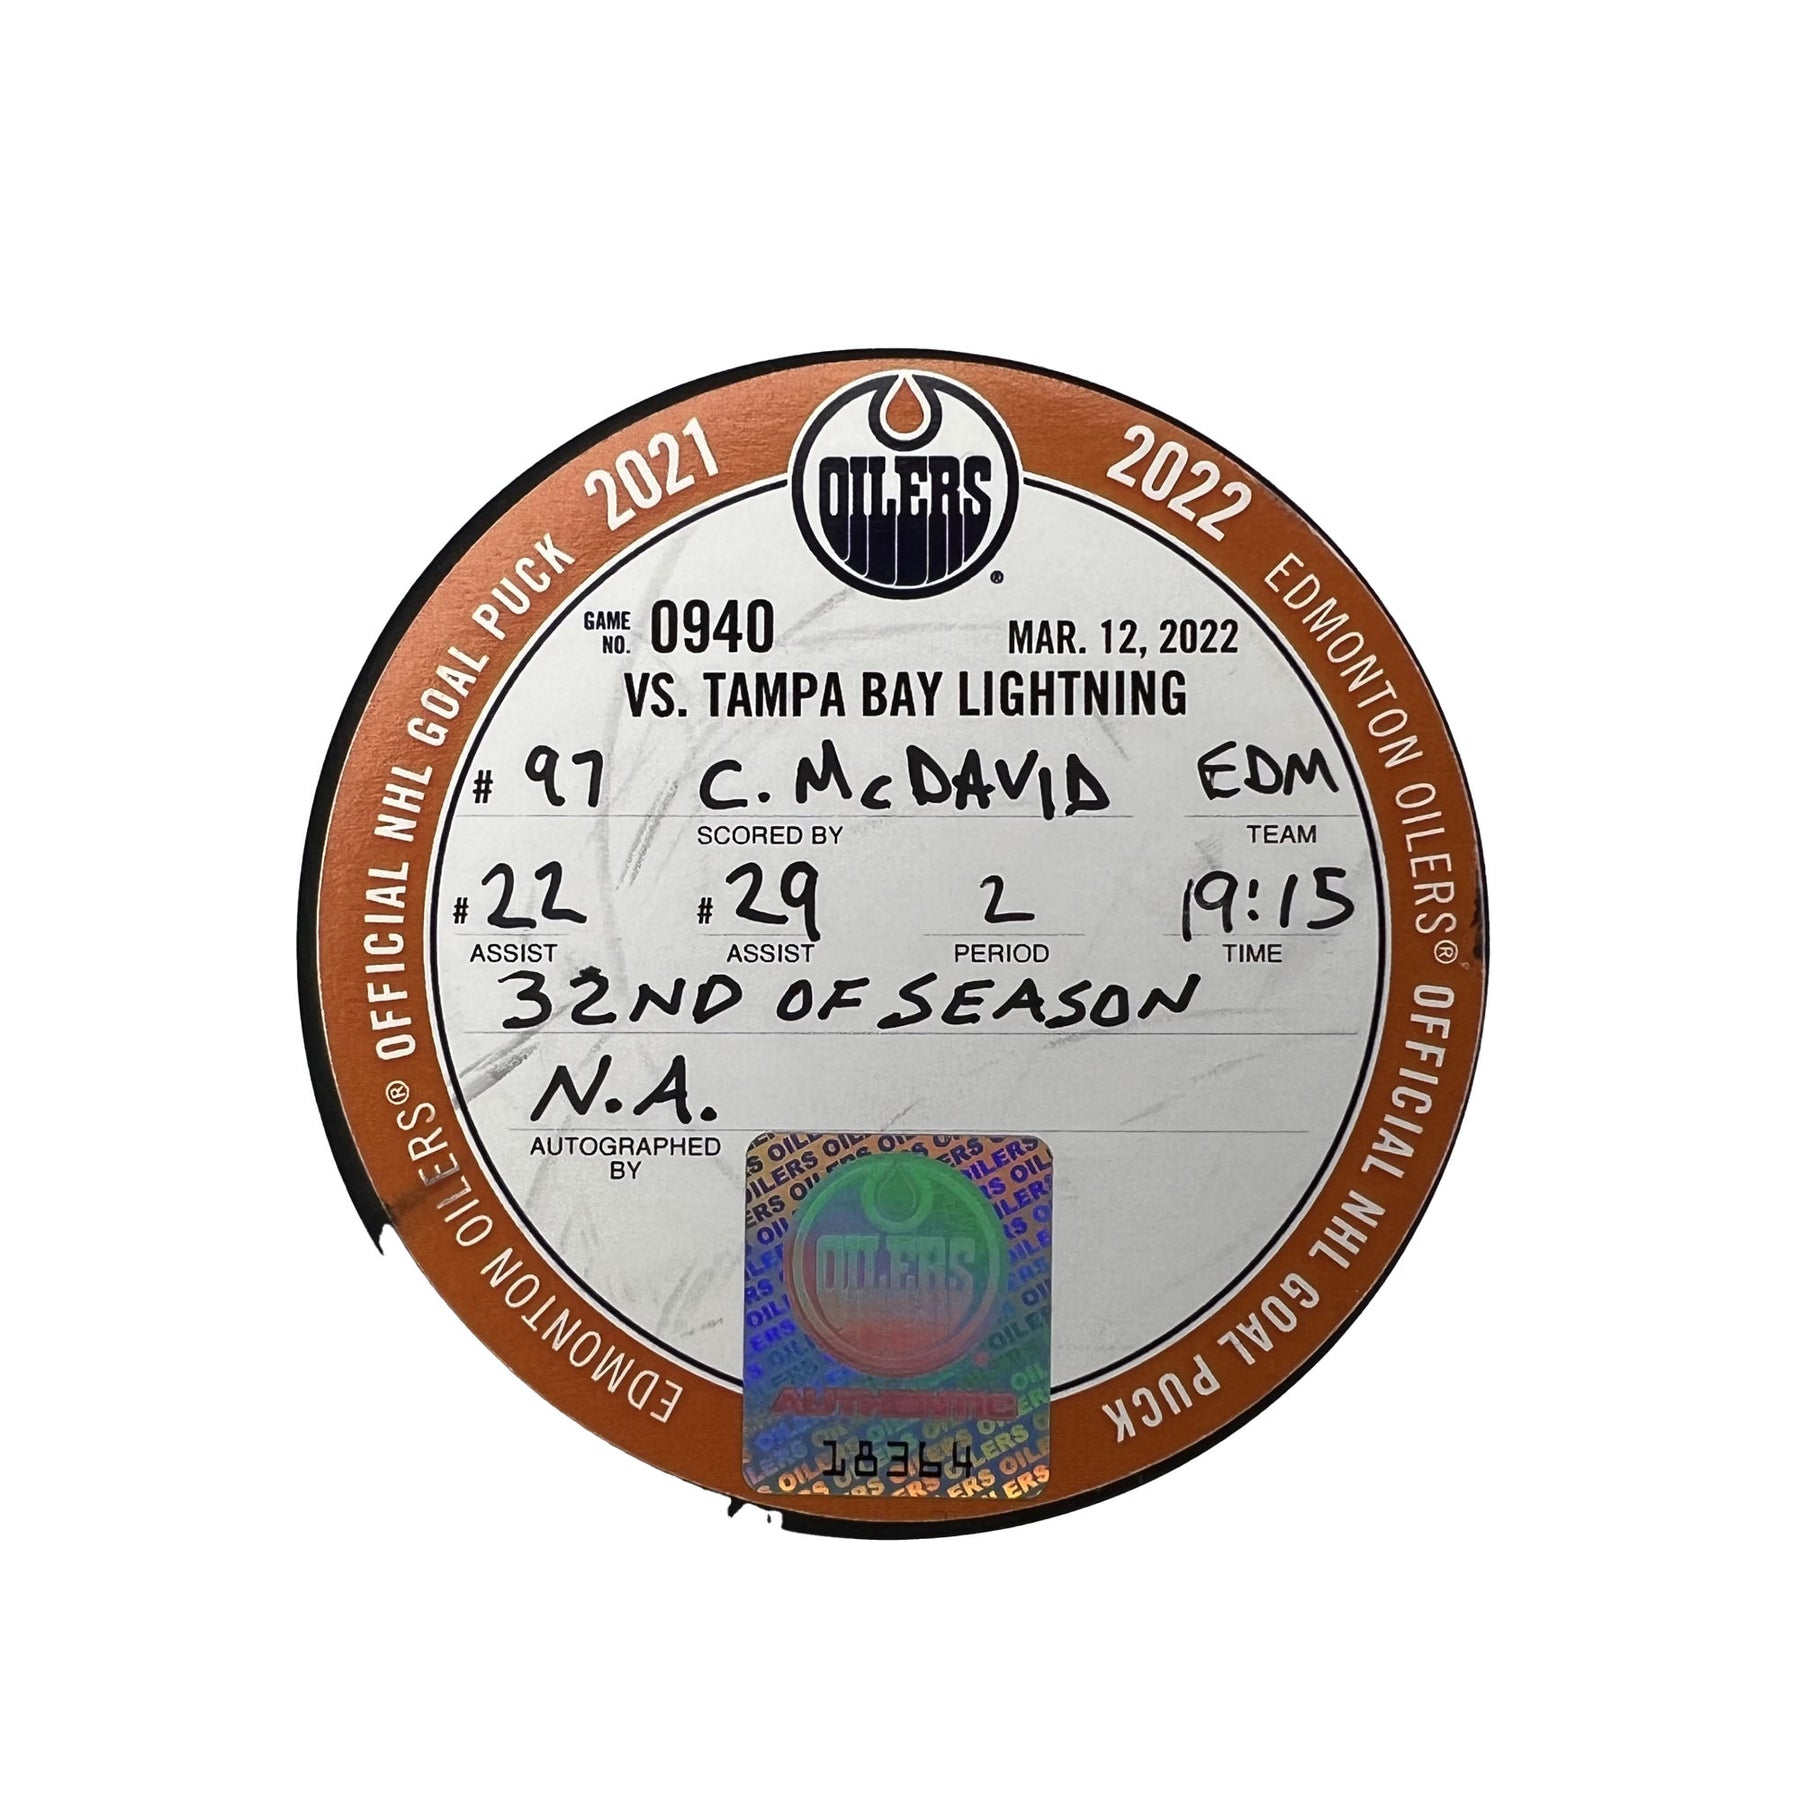 2021 2022
OILERS®
EDMONTON OILERS® OFFICIAL NHL GOAL PUCK
EDMONTON OILERS® OFFICIAL NHL GOAL PUCK
GAME NO. 0940 MAR. 12, 2022
VS. TAMPA BAY LIGHTNING
# 97 C. McDAVID EDM
SCORED BY TEAM
# 22 # 29 2 19:15
ASSIST ASSIST PERIOD TIME
32ND OF SEASON
N.A.
AUTOGRAPHED
BY
OILERS
AUTHENTIC
18364